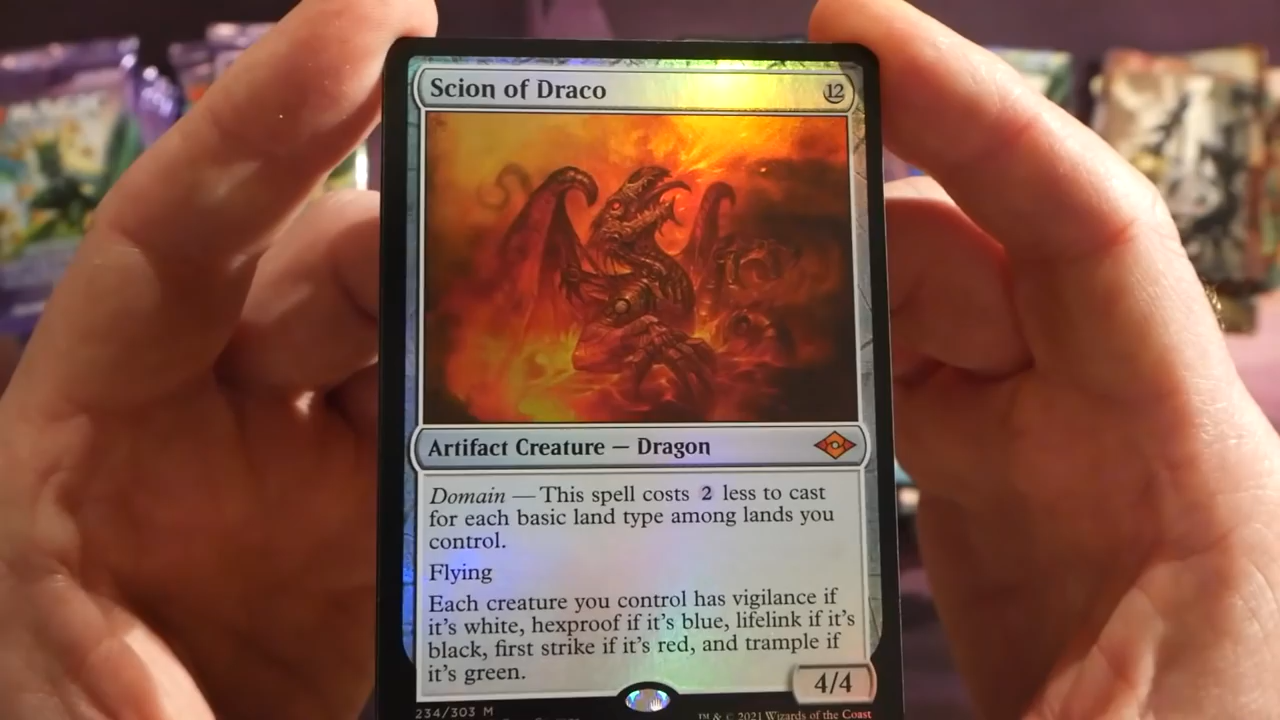 Scion of Draco 12
Artifact Creature — Dragon
Domain — This spell costs 2 less to cast
for each basic land type among lands you
control.
Flying
Each creature you control has vigilance if
it's white, hexproof if it's blue, lifelink if it's
black, first strike if it's red, and trample if
it's green.
4/4
234/303 M
™ & © 2021 Wizards of the Coast